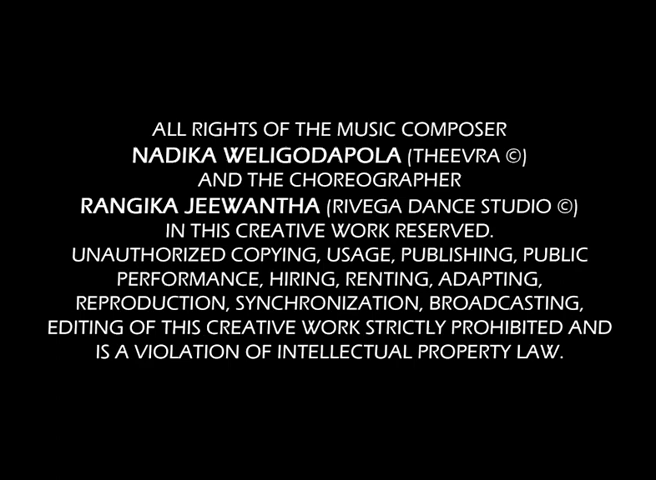 ALL RIGHTS OF THE MUSIC COMPOSER
NADIKA WELIGODAPOLA (THEEVRA ©)
AND THE CHOREOGRAPHER
RANGIKA JEEWANTHA (RIVEGA DANCE STUDIO ©)
IN THIS CREATIVE WORK RESERVED.
UNAUTHORIZED COPYING, USAGE, PUBLISHING, PUBLIC
PERFORMANCE, HIRING, RENTING, ADAPTING,
REPRODUCTION, SYNCHRONIZATION, BROADCASTING,
EDITING OF THIS CREATIVE WORK STRICTLY PROHIBITED AND
IS A VIOLATION OF INTELLECTUAL PROPERTY LAW.